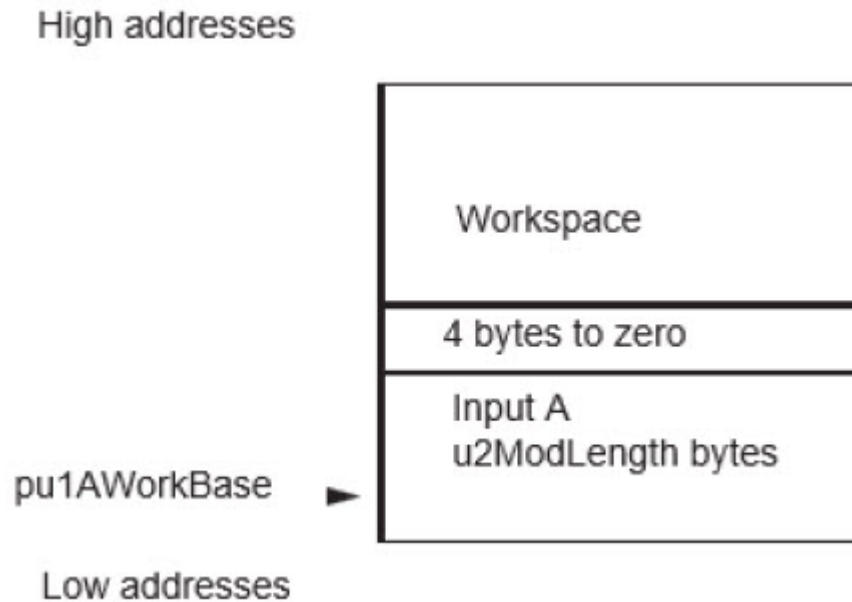 High addresses
Workspace
4 bytes to zero
Input A
u2ModLength bytes
pu1AWorkBase
Low addresses